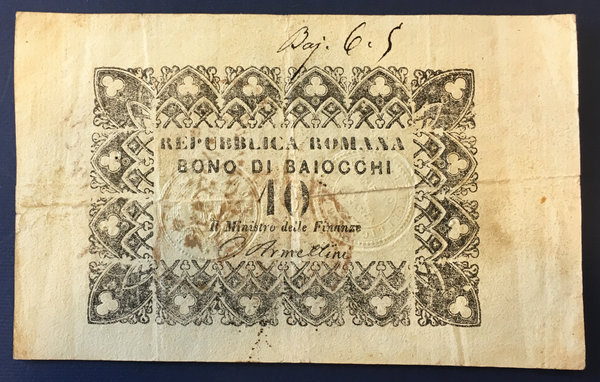 Baj. 6.5
REPUBBLICA ROMANA
BONO DI BAIOCCHI
10
Il Ministro delle Finanze
Armellini